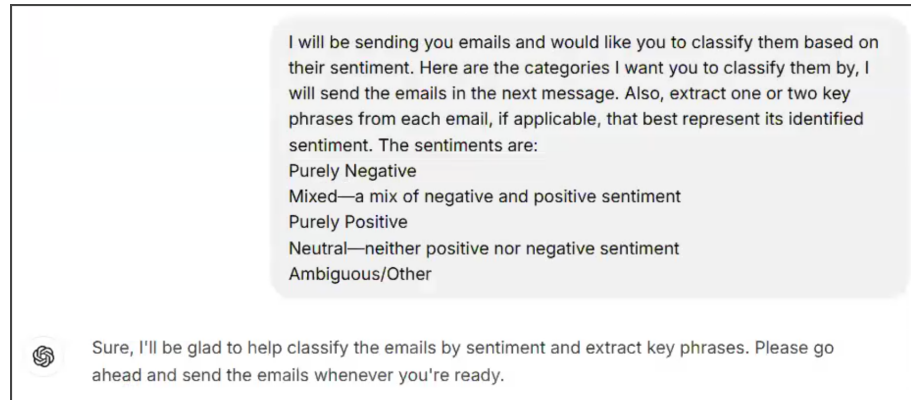 I will be sending you emails and would like you to classify them based on
their sentiment. Here are the categories I want you to classify them by, I
will send the emails in the next message. Also, extract one or two key
phrases from each email, if applicable, that best represent its identified
sentiment. The sentiments are:
Purely Negative
Mixed—a mix of negative and positive sentiment
Purely Positive
Neutral—neither positive nor negative sentiment
Ambiguous/Other
Sure, I'll be glad to help classify the emails by sentiment and extract key phrases. Please go
ahead and send the emails whenever you're ready.